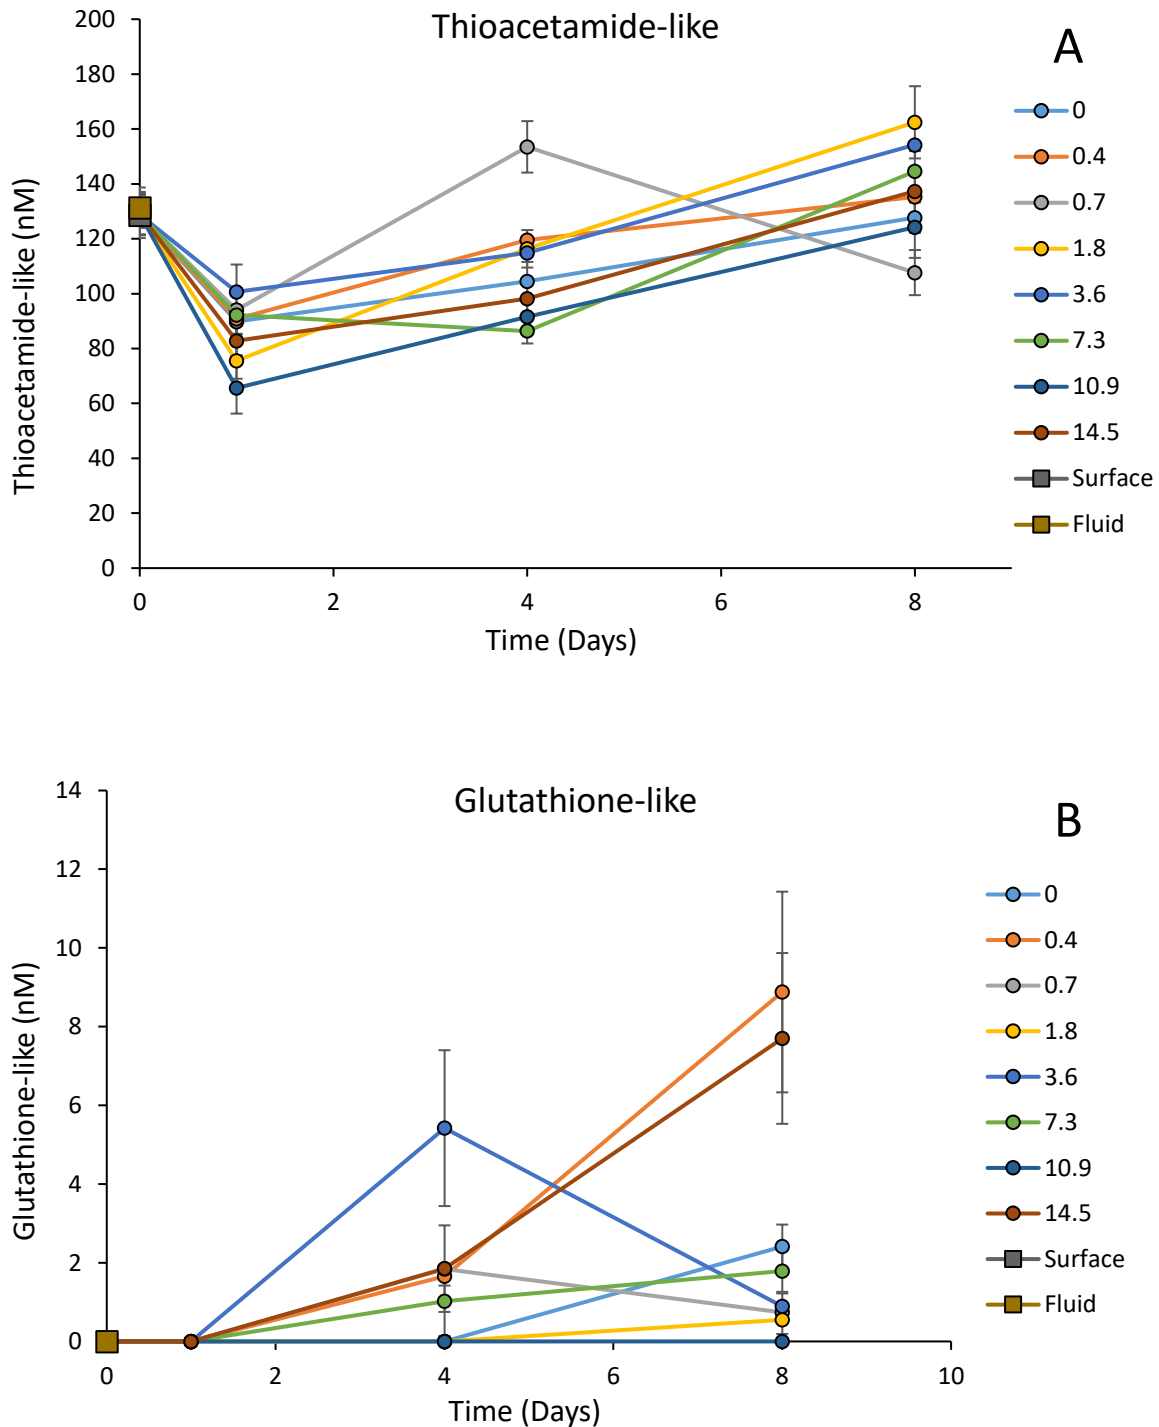 Thioacetamide-like
A
200
180
160
140
120
100
80
60
40
20
0
Thioacetamide-like (nM)
0 2 4 6 8
Time (Days)
0
0.4
0.7
1.8
3.6
7.3
10.9
14.5
Surface
Fluid
Glutathione-like
B
14
12
10
8
6
4
2
0
Glutathione-like (nM)
0 2 4 6 8 10
Time (Days)
0
0.4
0.7
1.8
3.6
7.3
10.9
14.5
Surface
Fluid